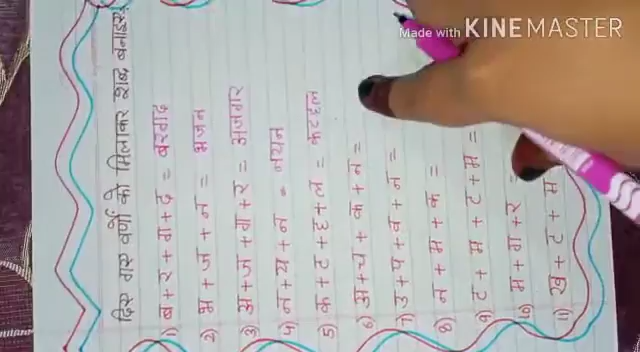 Made with KINEMASTER
दिए गए वर्णों को मिलाकर शब्द बनाइए
1) ब+र+ग+द = बरगद
2) भ+ज+न = भजन
3) अ+ज+ग+र = अजगर
4) न+य+न = नयन
5) क+ट+ह+ल = कटहल
6) अ+च+क+न =
7) उ+प+व+न =
8) न+म+क =
9) ट+म+ट+म =
10) म+ग+र =
11) ख+ट+म